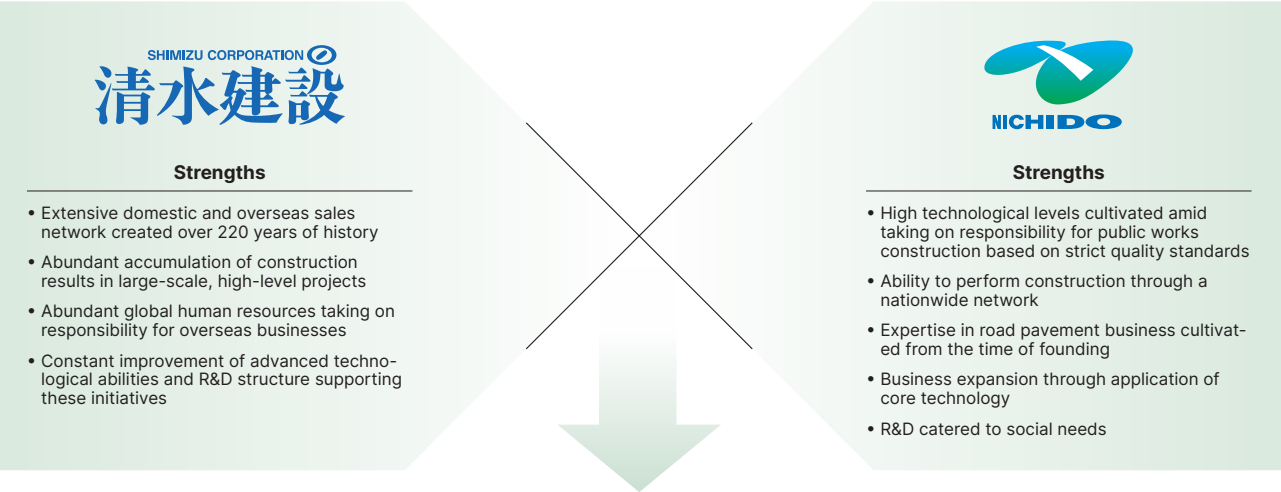 SHIMIZU CORPORATION
清水建設
Strengths
• Extensive domestic and overseas sales
network created over 220 years of history
• Abundant accumulation of construction
results in large-scale, high-level projects
• Abundant global human resources taking on
responsibility for overseas businesses
• Constant improvement of advanced techno-
logical abilities and R&D structure supporting
these initiatives
NICHIDO
Strengths
• High technological levels cultivated amid
taking on responsibility for public works
construction based on strict quality standards
• Ability to perform construction through a
nationwide network
• Expertise in road pavement business cultivat-
ed from the time of founding
• Business expansion through application of
core technology
• R&D catered to social needs